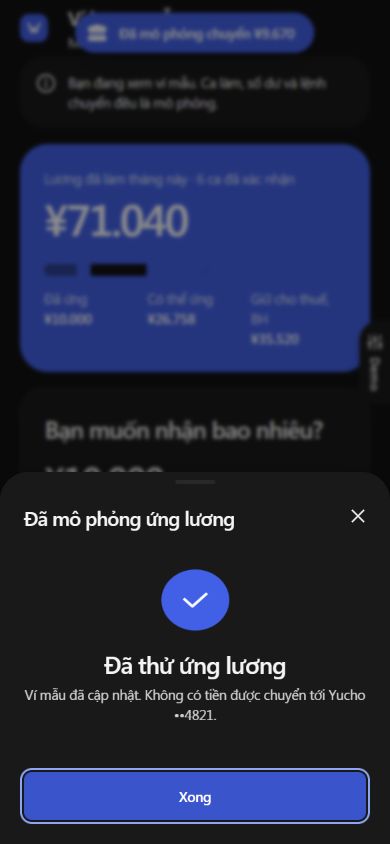 Đã mô phỏng chuyển ¥9.670
Bạn đang xem ví mẫu. Ca làm, số dư và lệnh
chuyển đều là mô phỏng.
Lương đã làm tháng này · 6 ca đã xác nhận
¥71.040
Đã ứng
Có thể ứng
Giữ cho thuế,
BH
¥10.000
¥26.758
¥35.520
Demo
Bạn muốn nhận bao nhiêu?
Đã mô phỏng ứng lương
Đã thử ứng lương
Ví mẫu đã cập nhật. Không có tiền được chuyển tới Yucho
••4821.
Xong